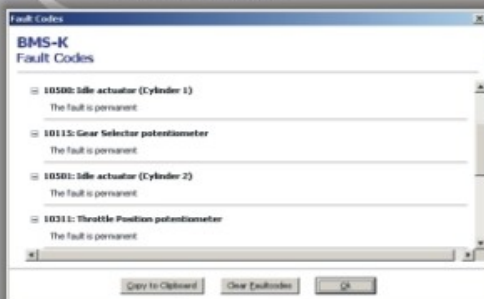 Fault Codes
BMS-K
Fault Codes
10500: Idle actuator (Cylinder 1)
The fault is permanent
10115: Gear Selector potentiometer
The fault is permanent
10501: Idle actuator (Cylinder 2)
The fault is permanent
10311: Throttle Position potentiometer
The fault is permanent
Copy to Clipboard
Clear Faultcodes
Ok